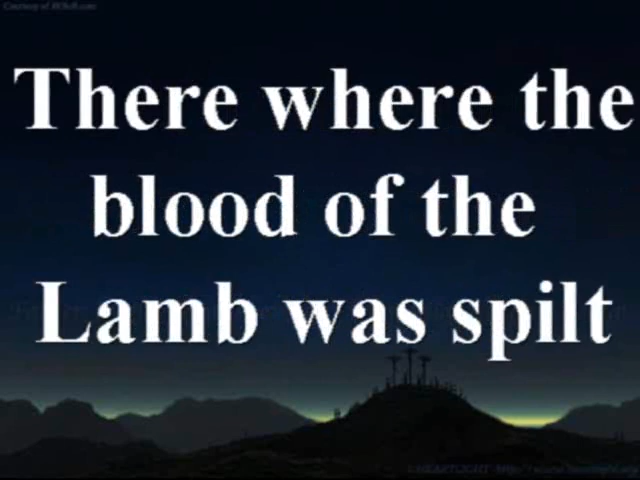 There where the
blood of the
Lamb was spilt